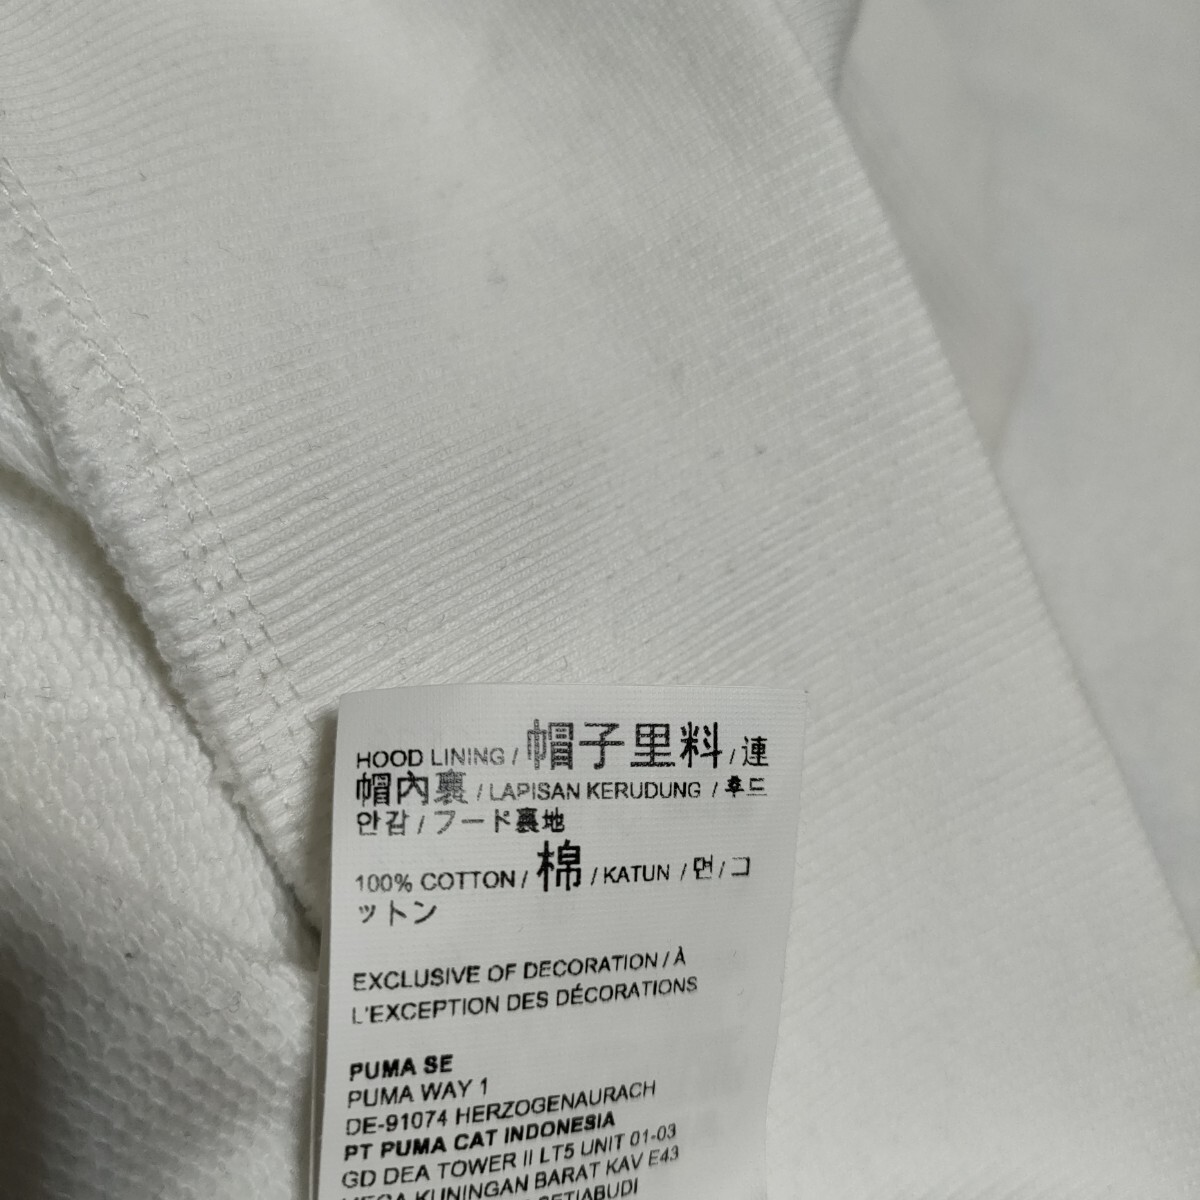 HOOD LINING / 帽子里料 / 連
帽內裏 / LAPISAN KERUDUNG / 후드
안감 / フード裏地
100% COTTON / 棉 / KATUN / 면 / コ
ットン
EXCLUSIVE OF DECORATION / À
L'EXCEPTION DES DÉCORATIONS
PUMA SE
PUMA WAY 1
DE-91074 HERZOGENAURACH
PT PUMA CAT INDONESIA
GD DEA TOWER II LT5 UNIT 01-03
MEGA KUNINGAN BARAT KAV E43
SETIABUDI